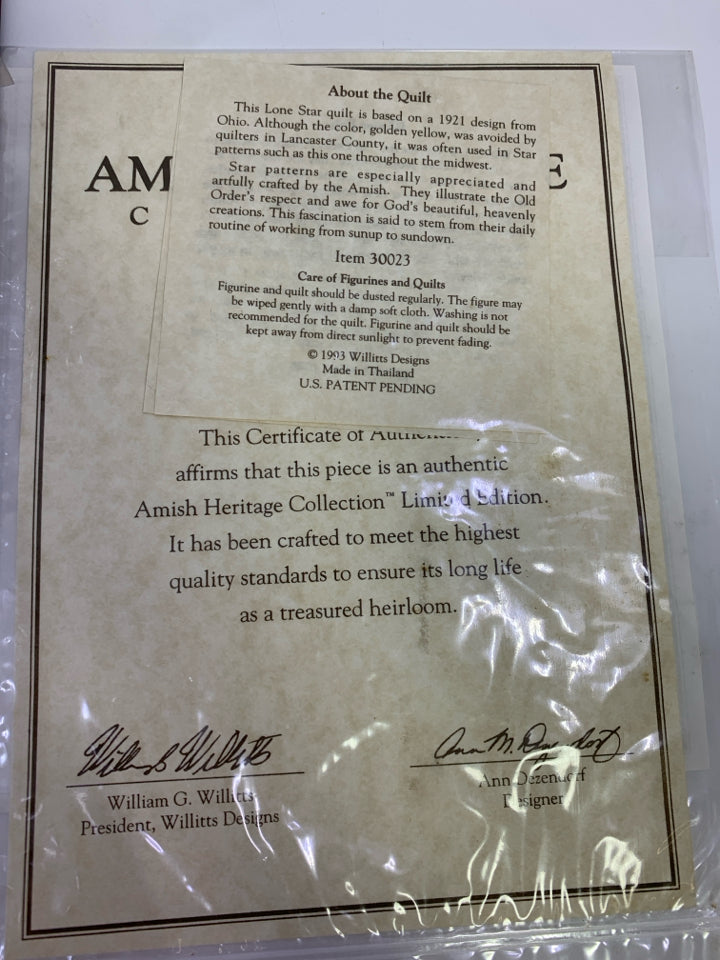 About the Quilt
This Lone Star quilt is based on a 1921 design from
Ohio. Although the color, golden yellow, was avoided by
quilters in Lancaster County, it was often used in Star
patterns such as this one throughout the midwest.
Star patterns are especially appreciated and
artfully crafted by the Amish. They illustrate the Old
Order's respect and awe for God's beautiful, heavenly
creations. This fascination is said to stem from their daily
routine of working from sunup to sundown.
Item 30023
Care of Figurines and Quilts
Figurine and quilt should be dusted regularly. The figure may
be wiped gently with a damp soft cloth. Washing is not
recommended for the quilt. Figurine and quilt should be
kept away from direct sunlight to prevent fading.
© 1993 Willitts Designs
Made in Thailand
U.S. PATENT PENDING
AM E
C
This Certificate of
affirms that this piece is an authentic
Amish Heritage Collection™ Limited Edition.
It has been crafted to meet the highest
quality standards to ensure its long life
as a treasured heirloom.
William G. Willitts
President, Willitts Designs
Ann Dezendorf
Designer